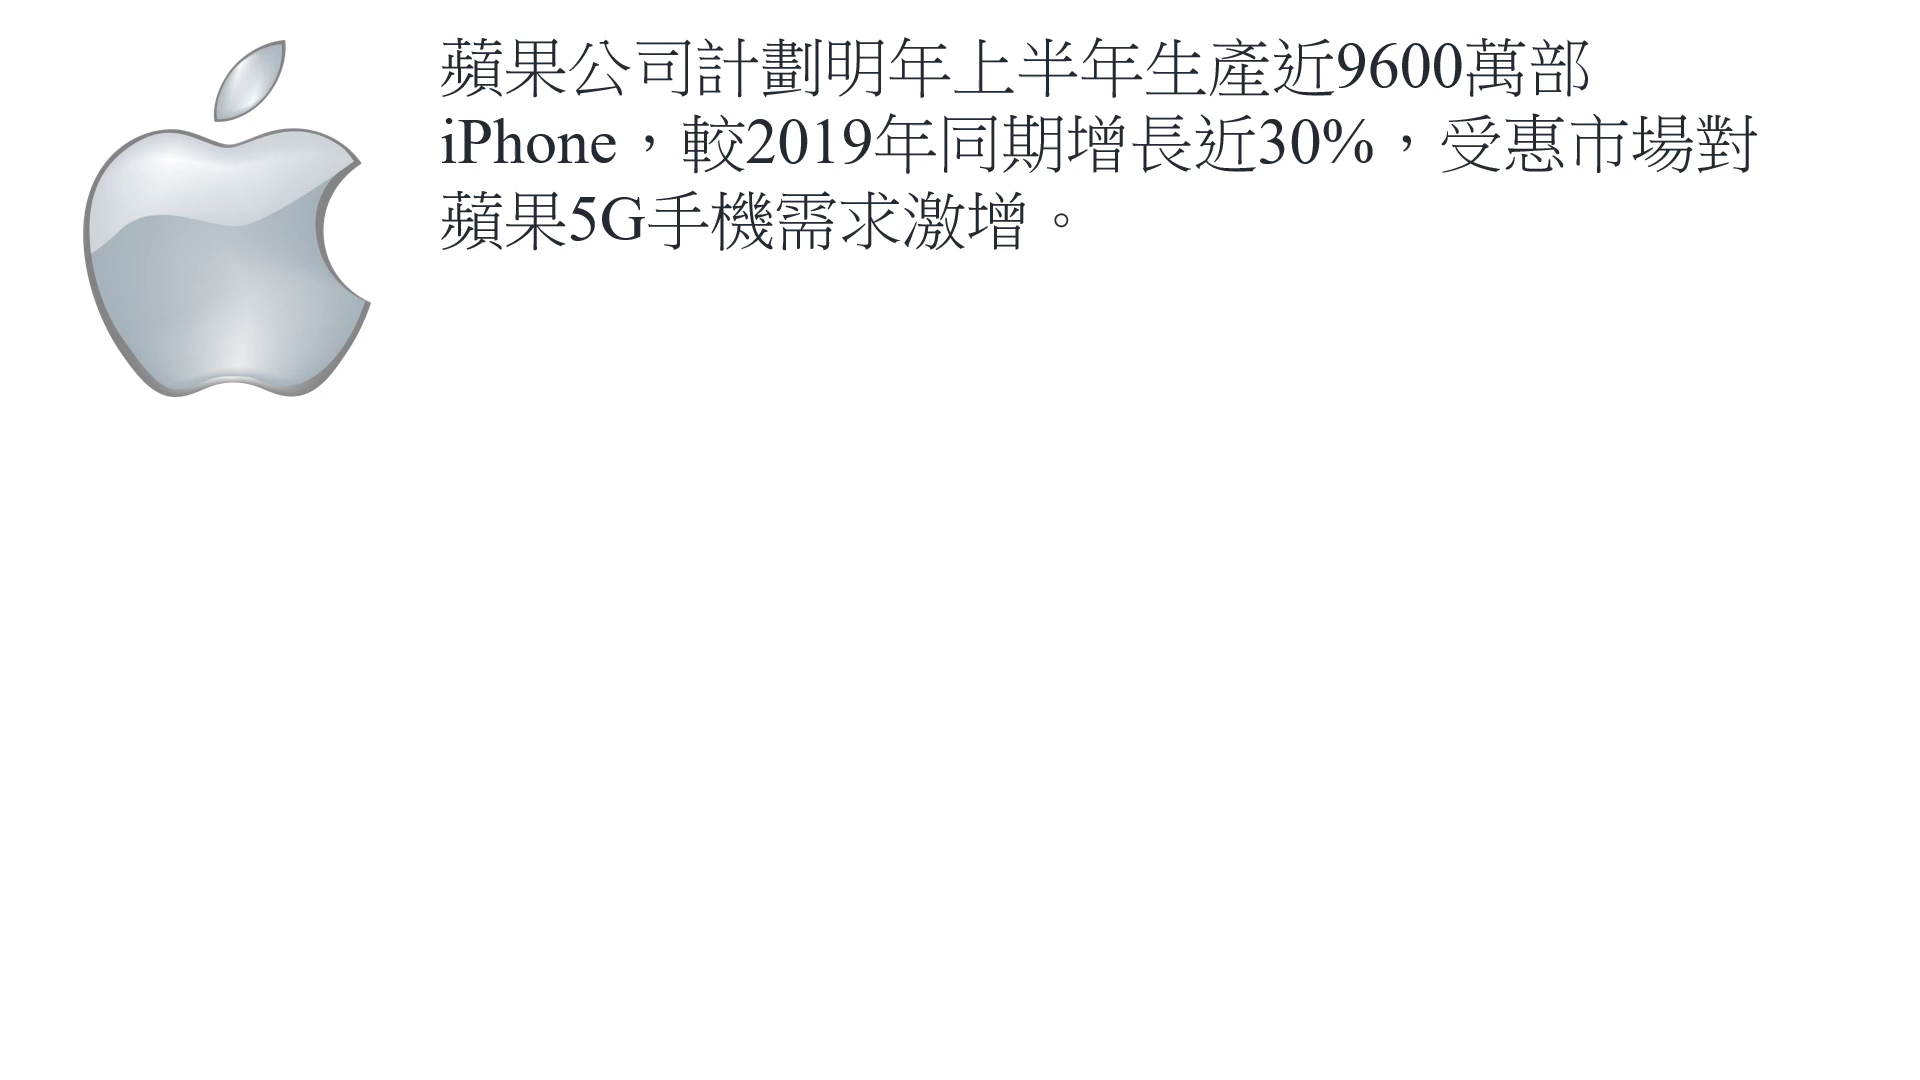 蘋果公司計劃明年上半年生產近9600萬部
iPhone，較2019年同期增長近30%，受惠市場對
蘋果5G手機需求激增。